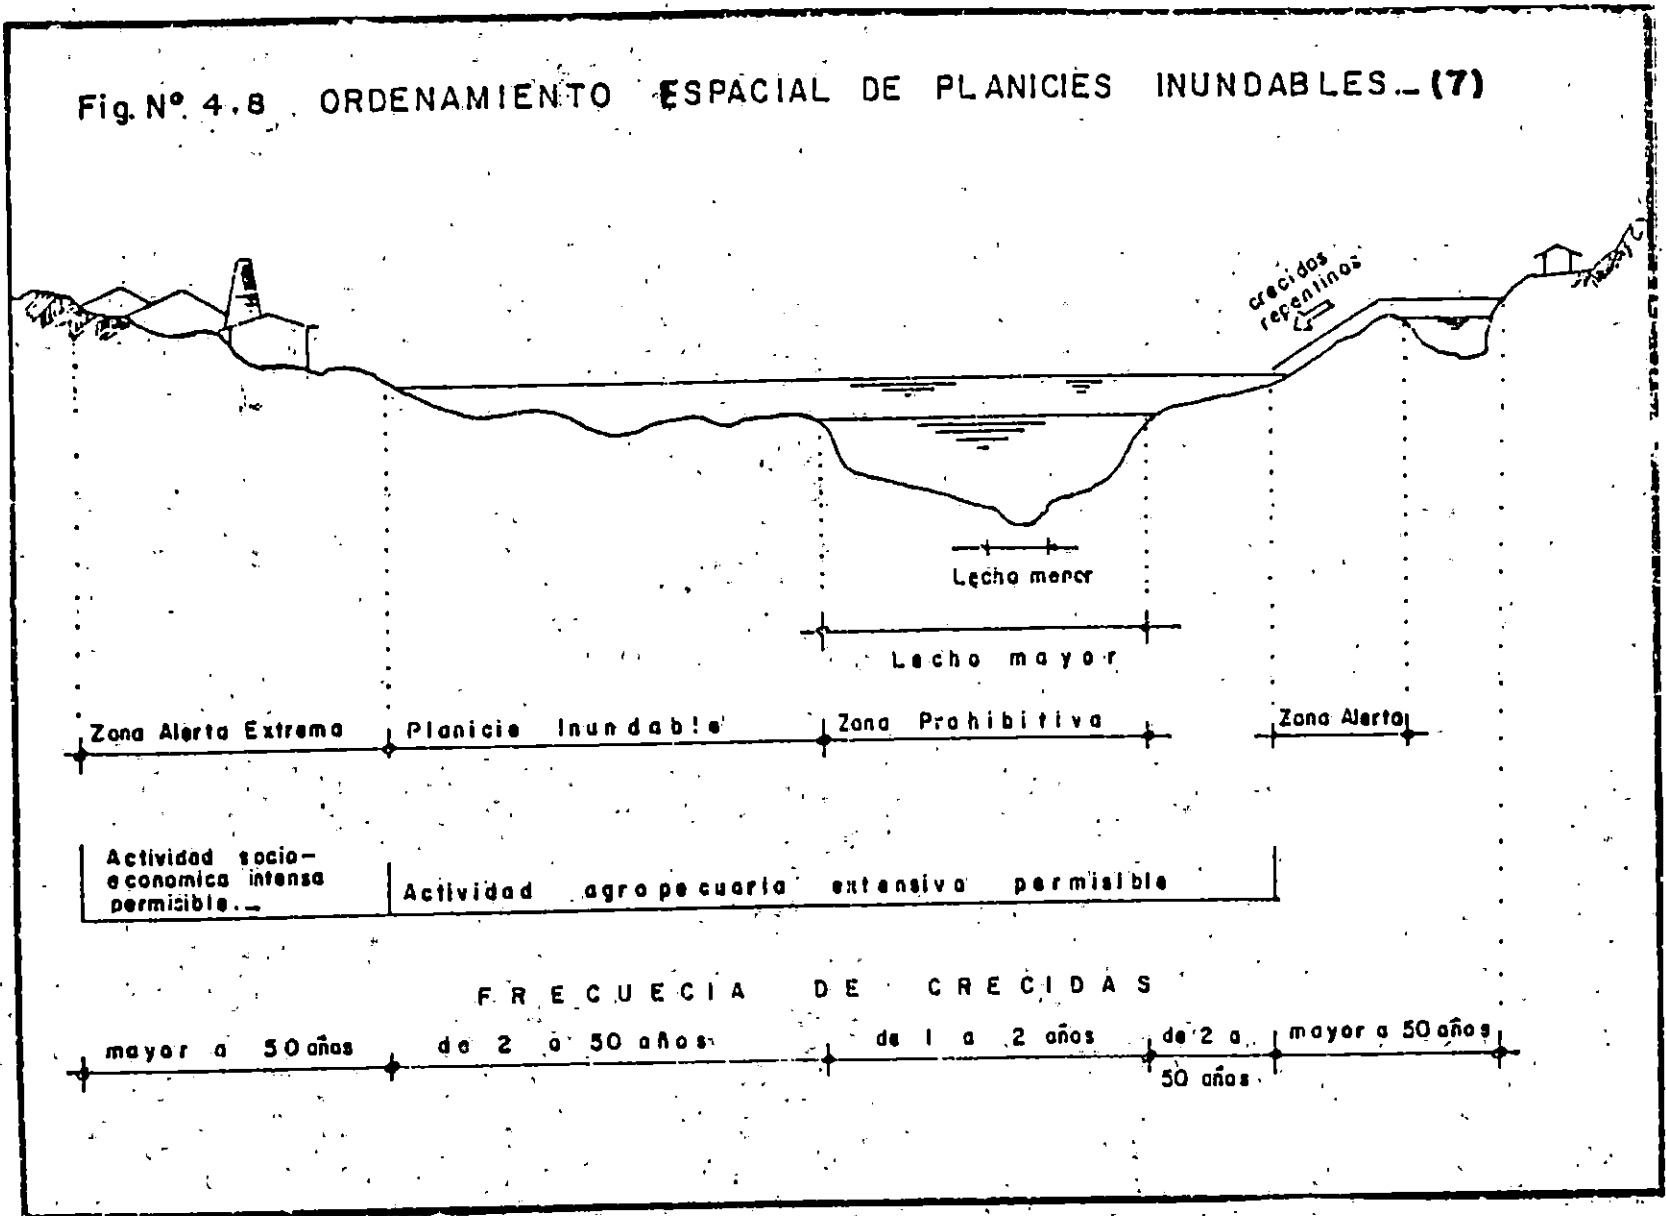 Fig. Nº 4.8 ORDENAMIENTO ESPACIAL DE PLANICIES INUNDABLES._ (7)
crecidas
repentinas
Lecho menor
Lecho mayor
Zona Alerta Extrema Planicie Inundable Zona Prohibitiva Zona Alerta
Actividad socio-
economica intensa
permisible._
Actividad agropecuaria extensiva permisible
FRECUECIA DE CRECIDAS
mayor a 50 años de 2 a 50 años de 1 a 2 años de 2 a mayor a 50 años
50 años